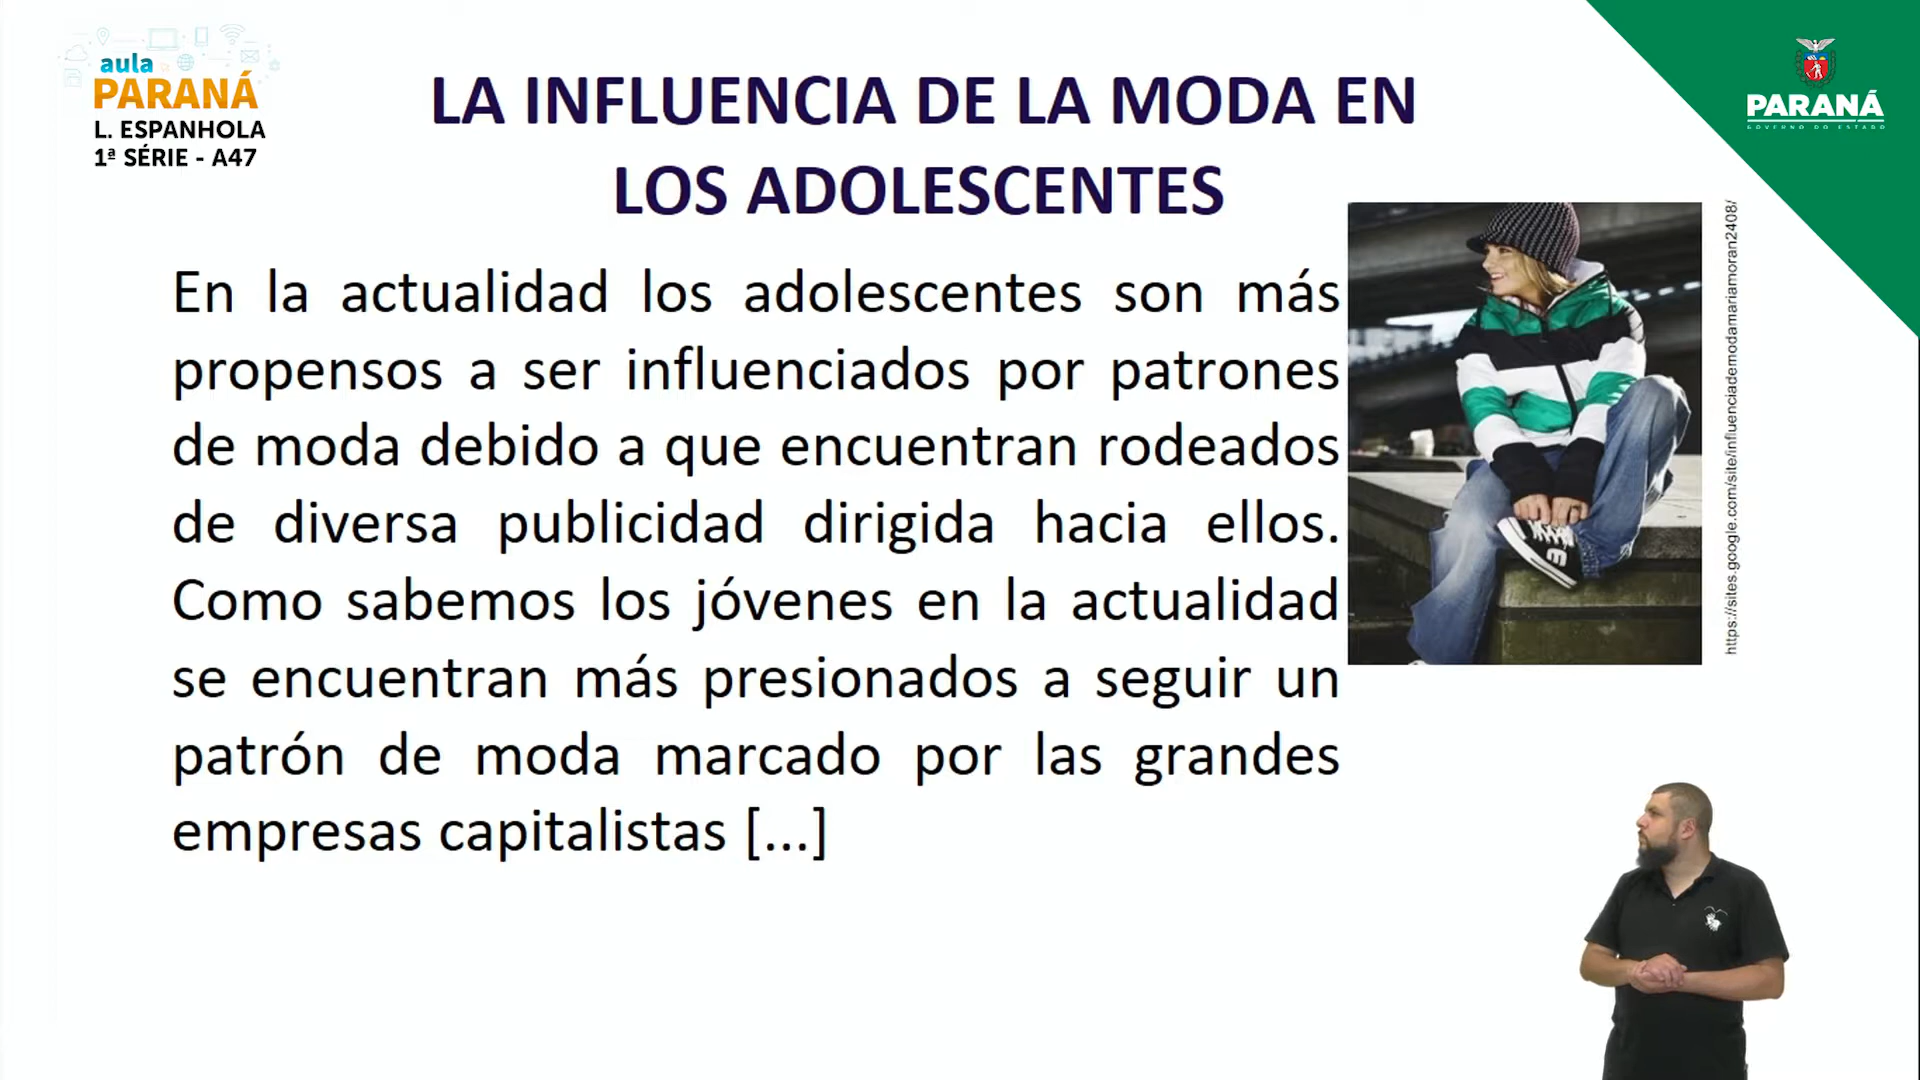 aula
PARANÁ
L. ESPANHOLA
1ª SÉRIE - A47
LA INFLUENCIA DE LA MODA EN
LOS ADOLESCENTES
PARANÁ
GOVERNO DO ESTADO
En la actualidad los adolescentes son más
propensos a ser influenciados por patrones
de moda debido a que encuentran rodeados
de diversa publicidad dirigida hacia ellos.
Como sabemos los jóvenes en la actualidad
se encuentran más presionados a seguir un
patrón de moda marcado por las grandes
empresas capitalistas [...]
https://sites.google.com/site/influenciademodamariamoran2408/